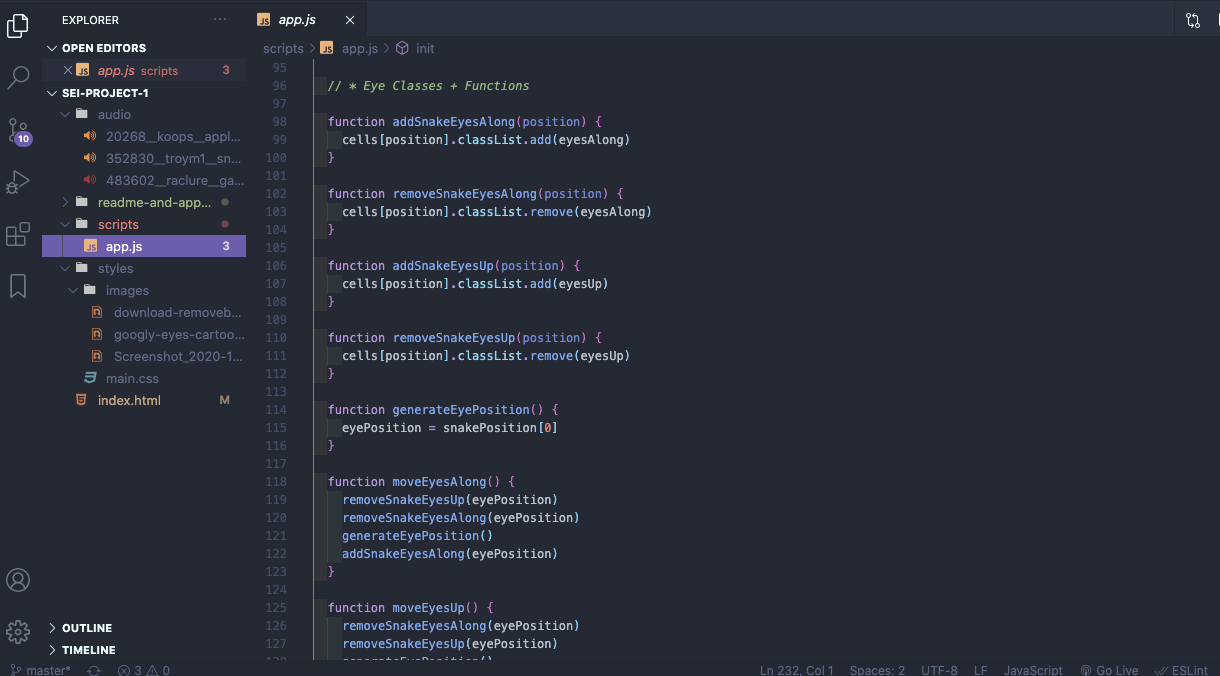 EXPLORER
OPEN EDITORS
app.js scripts 3
SEI-PROJECT-1
audio
20268__koops__appl...
352830__troym1__sn...
483602__raclure__ga...
readme-and-app...
scripts
app.js 3
styles
images
download-removeb...
googly-eyes-cartoo...
Screenshot_2020-1...
main.css
index.html M
OUTLINE
TIMELINE
10
JS app.js
scripts > JS app.js > init
95
96 // * Eye Classes + Functions
97
98 function addSnakeEyesAlong(position) {
99 cells[position].classList.add(eyesAlong)
100 }
101
102 function removeSnakeEyesAlong(position) {
103 cells[position].classList.remove(eyesAlong)
104 }
105
106 function addSnakeEyesUp(position) {
107 cells[position].classList.add(eyesUp)
108 }
109
110 function removeSnakeEyesUp(position) {
111 cells[position].classList.remove(eyesUp)
112 }
113
114 function generateEyePosition() {
115 eyePosition = snakePosition[0]
116 }
117
118 function moveEyesAlong() {
119 removeSnakeEyesUp(eyePosition)
120 removeSnakeEyesAlong(eyePosition)
121 generateEyePosition()
122 addSnakeEyesAlong(eyePosition)
123 }
124
125 function moveEyesUp() {
126 removeSnakeEyesAlong(eyePosition)
127 removeSnakeEyesUp(eyePosition)
128 generateEyePosition()
master* 3 0 Ln 232, Col 1 Spaces: 2 UTF-8 LF JavaScript Go Live ESLint